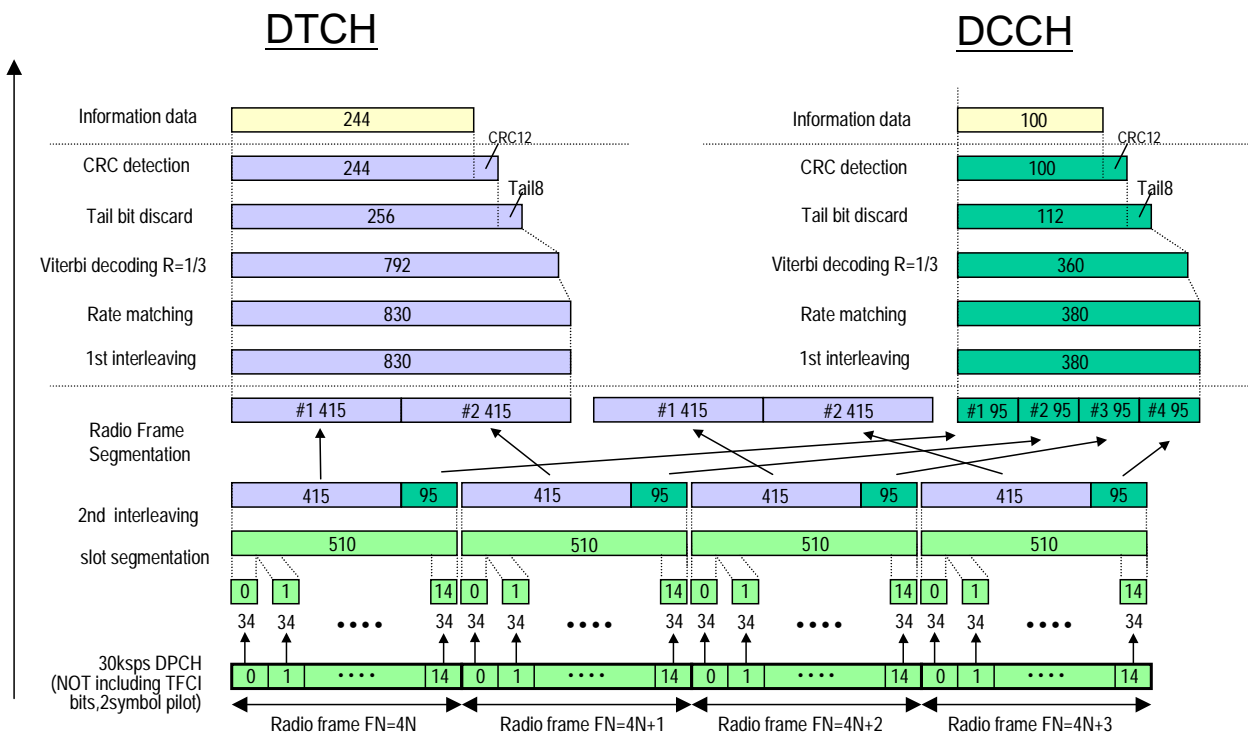 DTCH DCCH
Information data 244 Information data 100
CRC12 CRC12
CRC detection 244 CRC detection 100
Tail8 Tail8
Tail bit discard 256 Tail bit discard 112
Viterbi decoding R=1/3 792 Viterbi decoding R=1/3 360
Rate matching 830 Rate matching 380
1st interleaving 830 1st interleaving 380
#1 415 #2 415 #1 415 #2 415 #1 95 #2 95 #3 95 #4 95
Radio Frame
Segmentation
415 95 415 95 415 95 415 95
2nd interleaving
510 510 510 510
slot segmentation
0 1 14 0 1 14 0 1 14 0 1 14
34 34 •••• 34 34 34 •••• 34 34 34 •••• 34 34 34 •••• 34
30ksps DPCH
(NOT including TFCI
bits,2symbol pilot)
0 1 •••• 14 0 1 •••• 14 0 1 •••• 14 0 1 •••• 14
Radio frame FN=4N Radio frame FN=4N+1 Radio frame FN=4N+2 Radio frame FN=4N+3